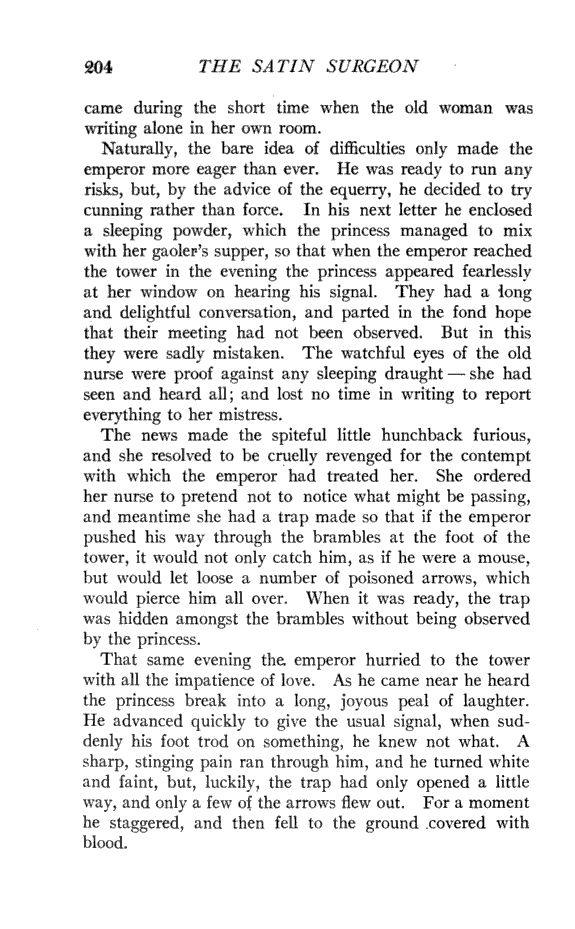 204 THE SATIN SURGEON
came during the short time when the old woman was
writing alone in her own room.
Naturally, the bare idea of difficulties only made the
emperor more eager than ever. He was ready to run any
risks, but, by the advice of the equerry, he decided to try
cunning rather than force. In his next letter he enclosed
a sleeping powder, which the princess managed to mix
with her gaoler's supper, so that when the emperor reached
the tower in the evening the princess appeared fearlessly
at her window on hearing his signal. They had a long
and delightful conversation, and parted in the fond hope
that their meeting had not been observed. But in this
they were sadly mistaken. The watchful eyes of the old
nurse were proof against any sleeping draught — she had
seen and heard all; and lost no time in writing to report
everything to her mistress.
The news made the spiteful little hunchback furious,
and she resolved to be cruelly revenged for the contempt
with which the emperor had treated her. She ordered
her nurse to pretend not to notice what might be passing,
and meantime she had a trap made so that if the emperor
pushed his way through the brambles at the foot of the
tower, it would not only catch him, as if he were a mouse,
but would let loose a number of poisoned arrows, which
would pierce him all over. When it was ready, the trap
was hidden amongst the brambles without being observed
by the princess.
That same evening the emperor hurried to the tower
with all the impatience of love. As he came near he heard
the princess break into a long, joyous peal of laughter.
He advanced quickly to give the usual signal, when sud-
denly his foot trod on something, he knew not what. A
sharp, stinging pain ran through him, and he turned white
and faint, but, luckily, the trap had only opened a little
way, and only a few of the arrows flew out. For a moment
he staggered, and then fell to the ground covered with
blood.